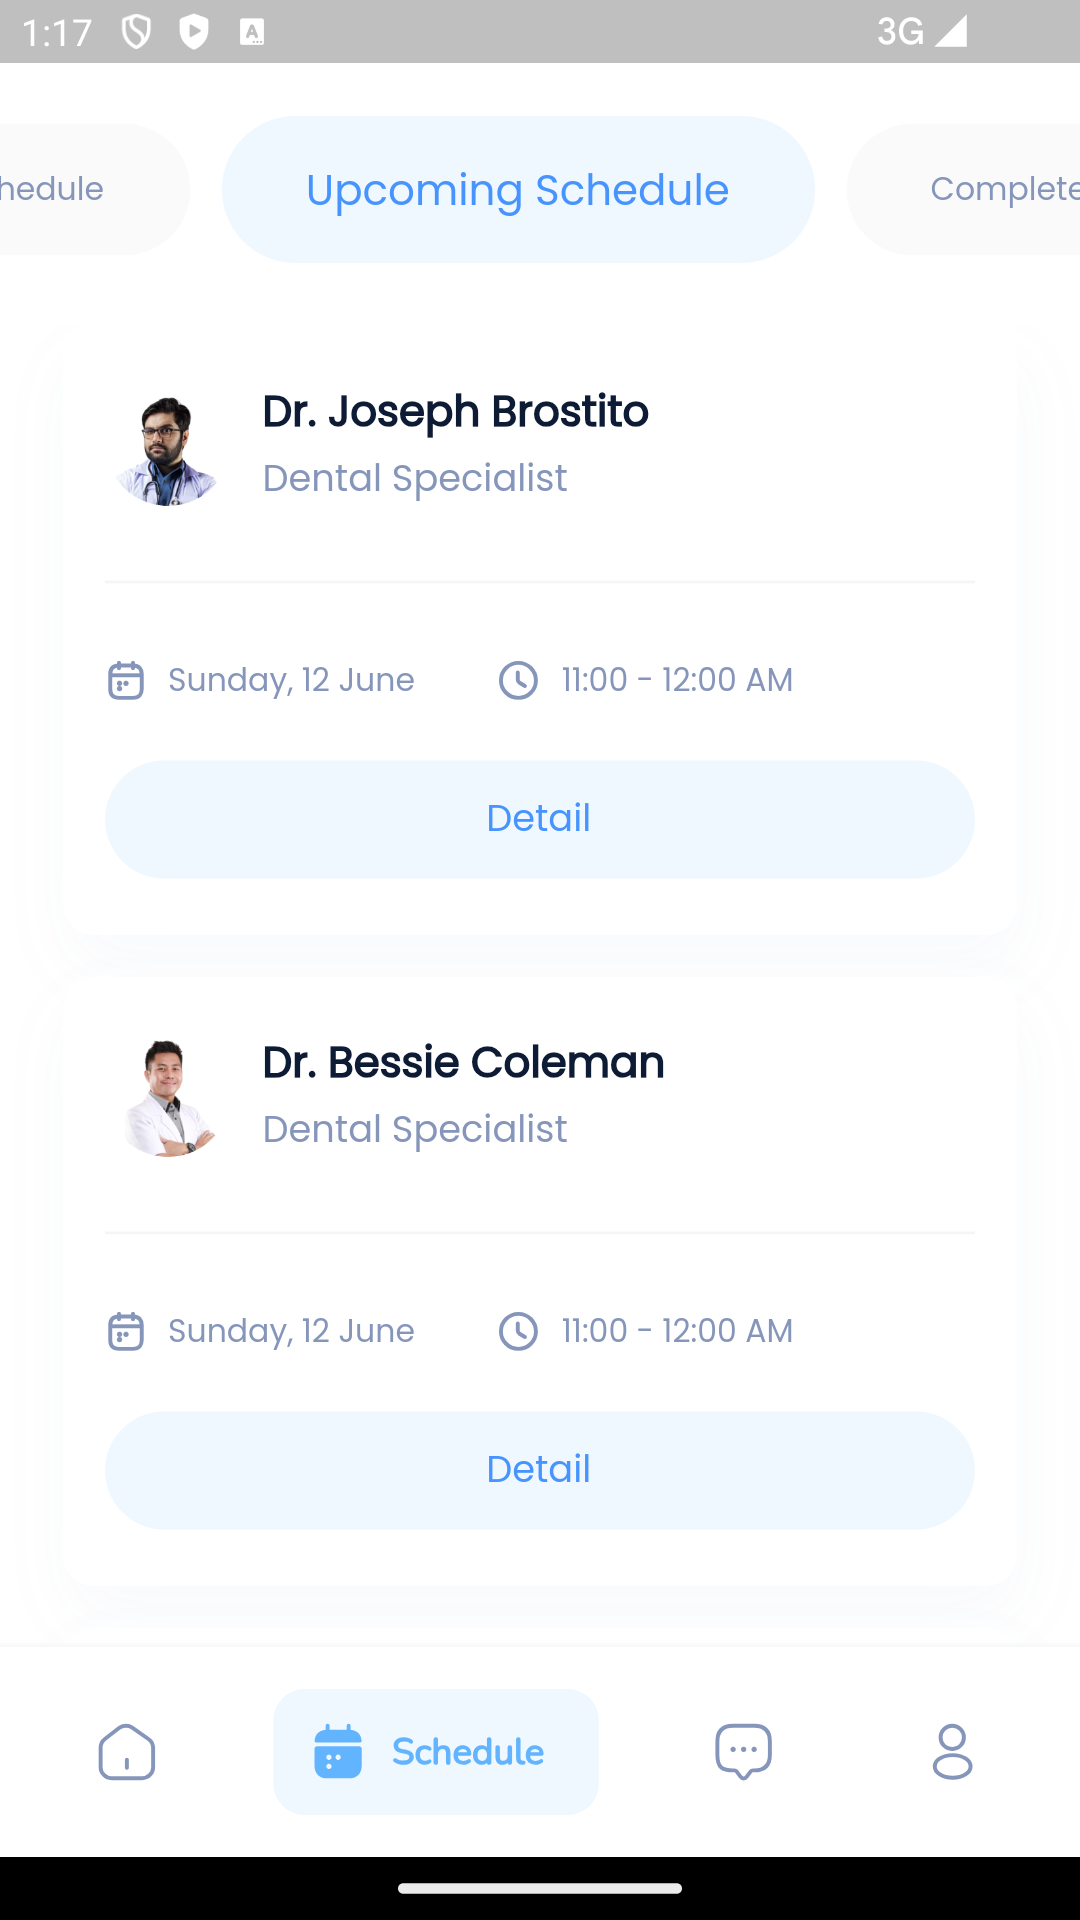 1:17
3G
hedule
Upcoming Schedule
Complete
Dr. Joseph Brostito
Dental Specialist
Sunday, 12 June
11:00 - 12:00 AM
Detail
Dr. Bessie Coleman
Dental Specialist
Sunday, 12 June
11:00 - 12:00 AM
Detail
Schedule